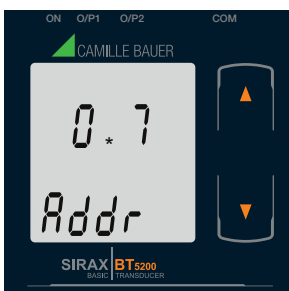 ON O/P1 O/P2 COM
CAMILLE BAUER
0.*7
Addr
SIRAX BT5200
BASIC TRANSDUCER